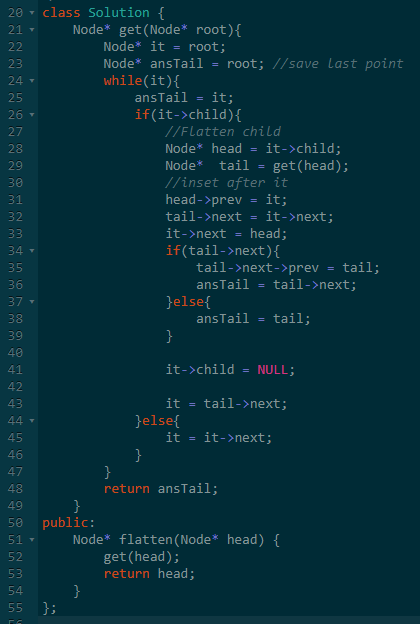 20 class Solution {
21     Node* get(Node* root){
22         Node* it = root;
23         Node* ansTail = root; //save last point
24         while(it){
25             ansTail = it;
26             if(it->child){
27                 //Flatten child
28                 Node* head = it->child;
29                 Node*  tail = get(head);
30                 //inset after it
31                 head->prev = it;
32                 tail->next = it->next;
33                 it->next = head;
34                 if(tail->next){
35                     tail->next->prev = tail;
36                     ansTail = tail->next;
37                 }else{
38                     ansTail = tail;
39                 }
40
41                 it->child = NULL;
42
43                 it = tail->next;
44             }else{
45                 it = it->next;
46             }
47         }
48         return ansTail;
49     }
50 public:
51     Node* flatten(Node* head) {
52         get(head);
53         return head;
54     }
55 };